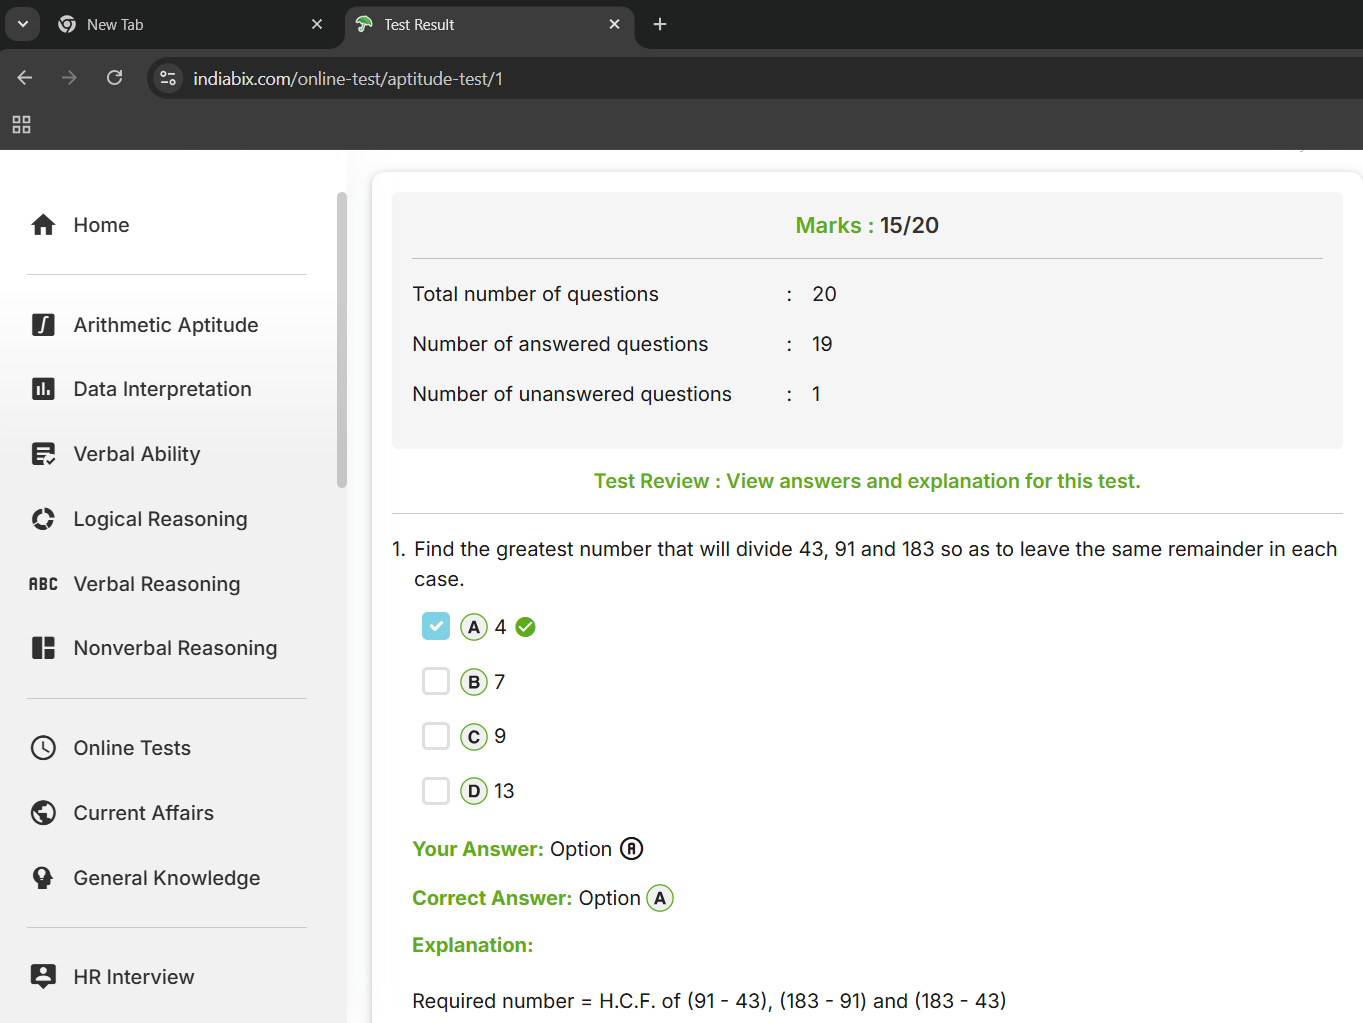 New Tab
Test Result
indiabix.com/online-test/aptitude-test/1
Home
Arithmetic Aptitude
Data Interpretation
Verbal Ability
Logical Reasoning
ABC Verbal Reasoning
Nonverbal Reasoning
Online Tests
Current Affairs
General Knowledge
HR Interview
Marks : 15/20
Total number of questions : 20
Number of answered questions : 19
Number of unanswered questions : 1
Test Review : View answers and explanation for this test.
1. Find the greatest number that will divide 43, 91 and 183 so as to leave the same remainder in each
case.
A 4
B 7
C 9
D 13
Your Answer: Option A
Correct Answer: Option A
Explanation:
Required number = H.C.F. of (91 - 43), (183 - 91) and (183 - 43)